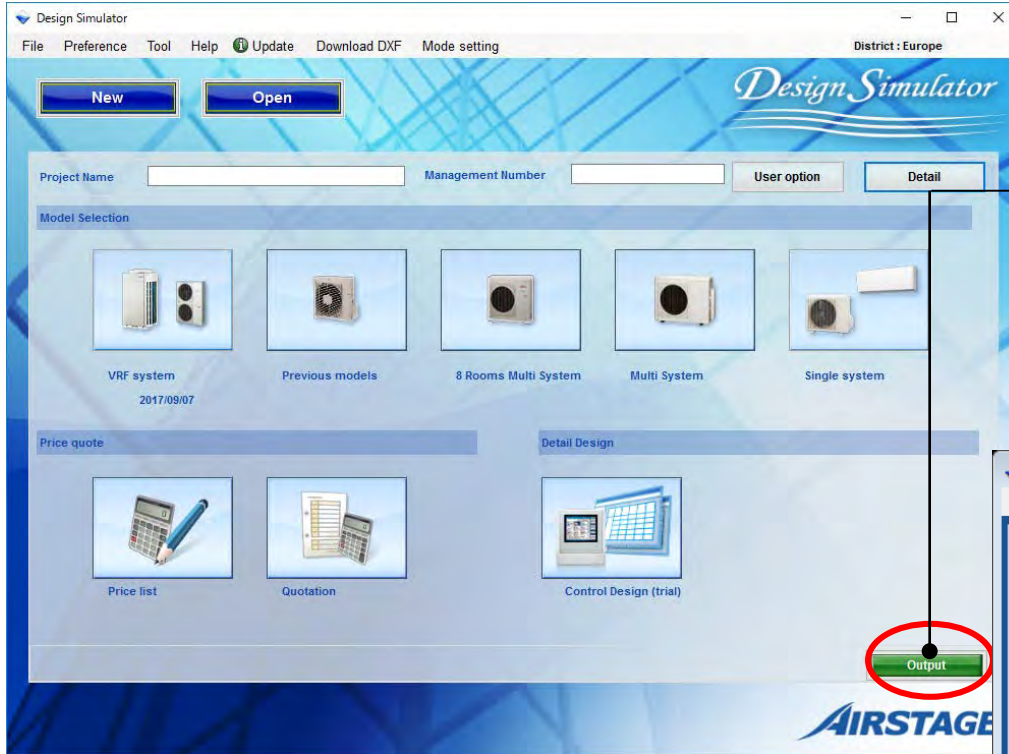 Design Simulator
File Preference Tool Help Update Download DXF Mode setting District : Europe
New Open Design Simulator
Project Name Management Number User option Detail
Model Selection
VRF system Previous models 8 Rooms Multi System Multi System Single system
2017/09/07
Price quote Detail Design
Price list Quotation Control Design (trial)
Output
AIRSTAGE